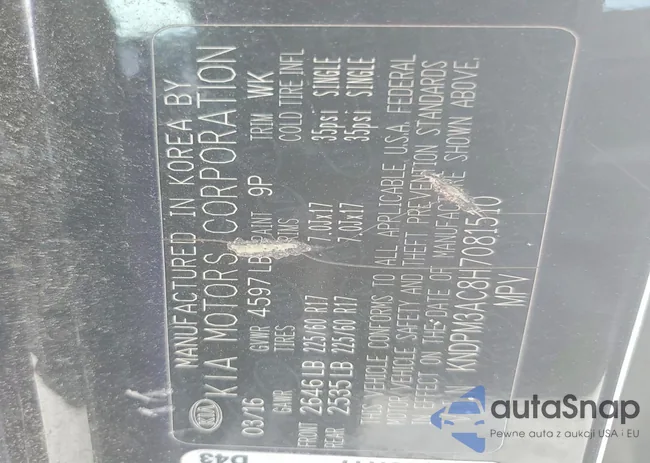 KIA
MANUFACTURED IN KOREA BY
KIA MOTORS CORPORATION
03/16 GVWR 4597 LB PAINT 9P TRIM WK
GAWR TIRES RIMS COLD TIRE INFL
FRONT 2646 LB 225/60 R17 7.0Jx17 35psi SINGLE
REAR 2535 LB 225/60 R17 7.0Jx17 35psi SINGLE
THIS VEHICLE CONFORMS TO ALL APPLICABLE U.S.A. FEDERAL
MOTOR VEHICLE SAFETY AND THEFT PREVENTION STANDARDS
IN EFFECT ON THE DATE OF MANUFACTURE SHOWN ABOVE.
KNDPM3AC8H7081510
MPV
D43
autaSnap
Pewne auta z aukcji USA i EU